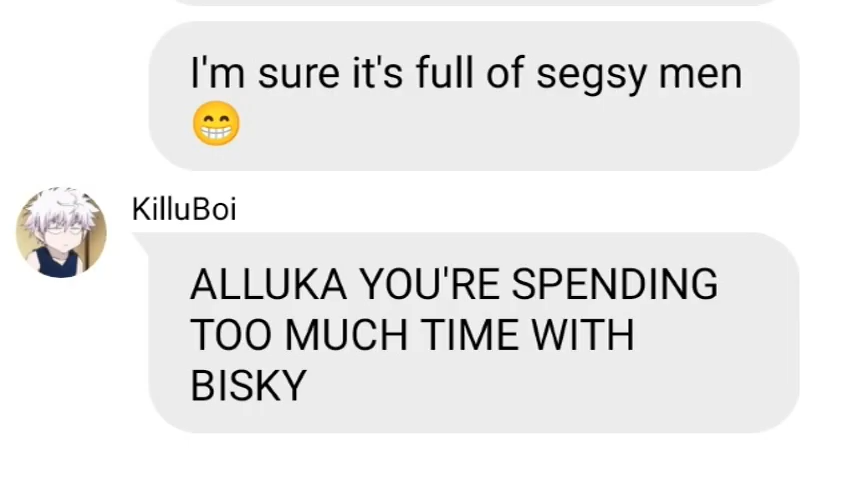 I'm sure it's full of segsy men
😁
KilluBoi
ALLUKA YOU'RE SPENDING
TOO MUCH TIME WITH
BISKY